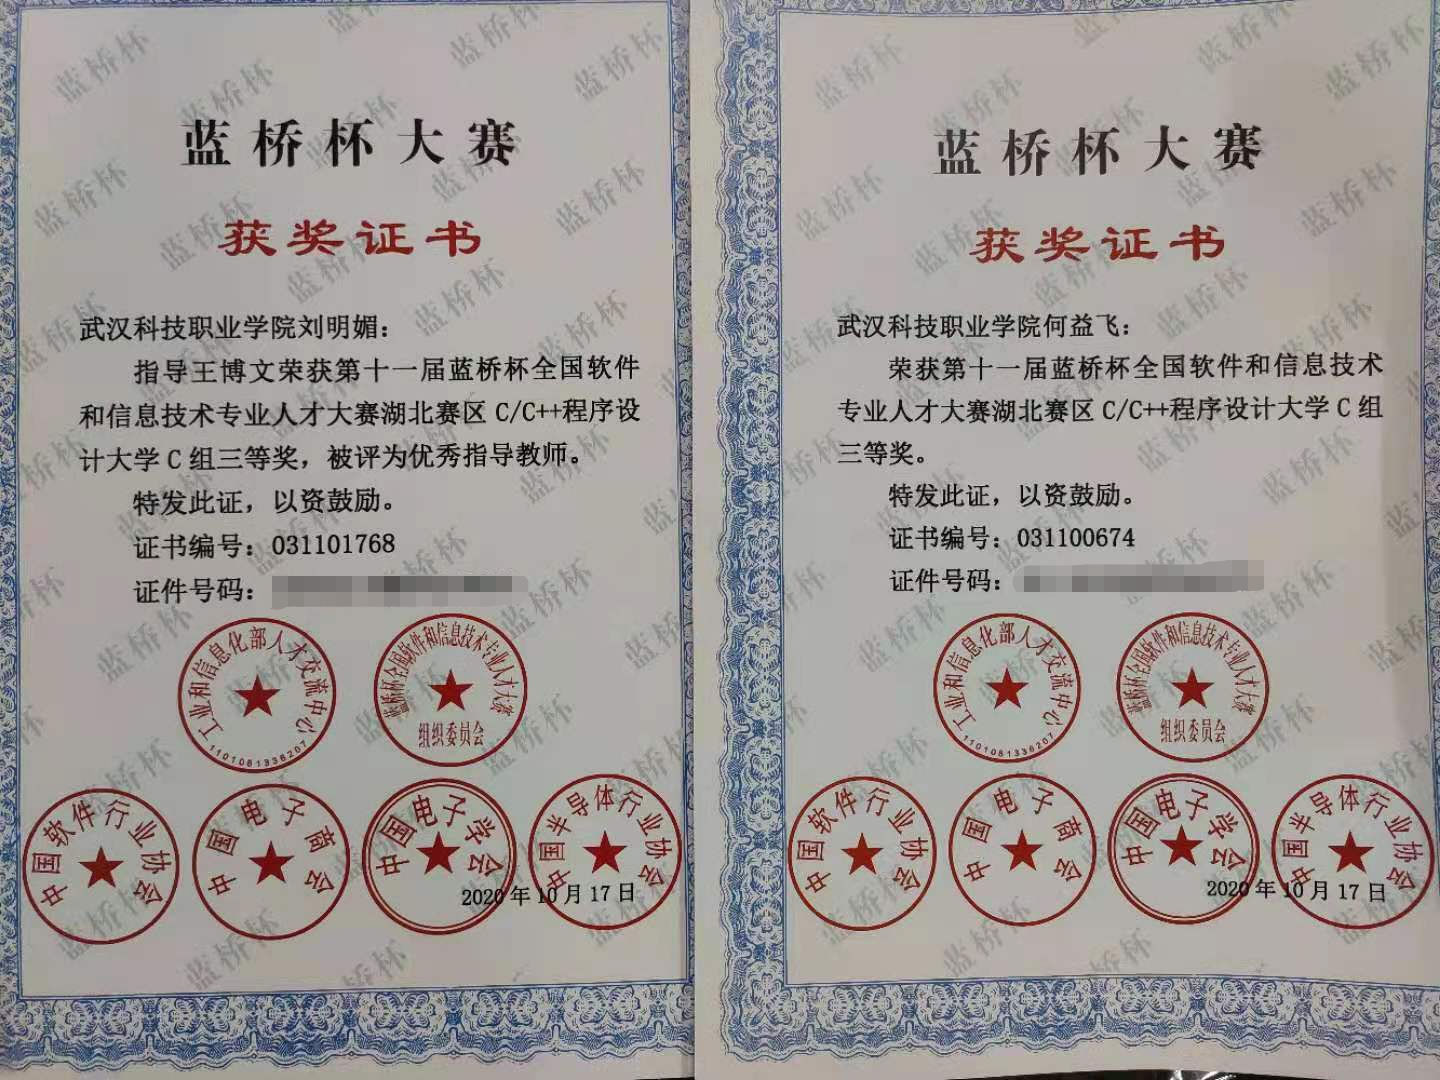 蓝桥杯大赛
获奖证书
武汉科技职业学院刘明媚：
指导王博文荣获第十一届蓝桥杯全国软件
和信息技术专业人才大赛湖北赛区 C/C++程序设
计大学 C 组三等奖，被评为优秀指导教师。
特发此证，以资鼓励。
证书编号：031101768
证件号码：
工业和信息化部人才交流中心
1101081336207
蓝桥杯全国软件和信息技术专业人才大赛
组织委员会
中国软件行业协会
中国电子商会
中国电子学会
中国半导体行业协会
2020 年 10 月 17 日
蓝桥杯大赛
获奖证书
武汉科技职业学院何益飞：
荣获第十一届蓝桥杯全国软件和信息技术
专业人才大赛湖北赛区 C/C++程序设计大学 C 组
三等奖。
特发此证，以资鼓励。
证书编号：031100674
证件号码：
工业和信息化部人才交流中心
1101081336207
蓝桥杯全国软件和信息技术专业人才大赛
组织委员会
中国软件行业协会
中国电子商会
中国电子学会
中国半导体行业协会
2020 年 10 月 17 日
蓝桥杯